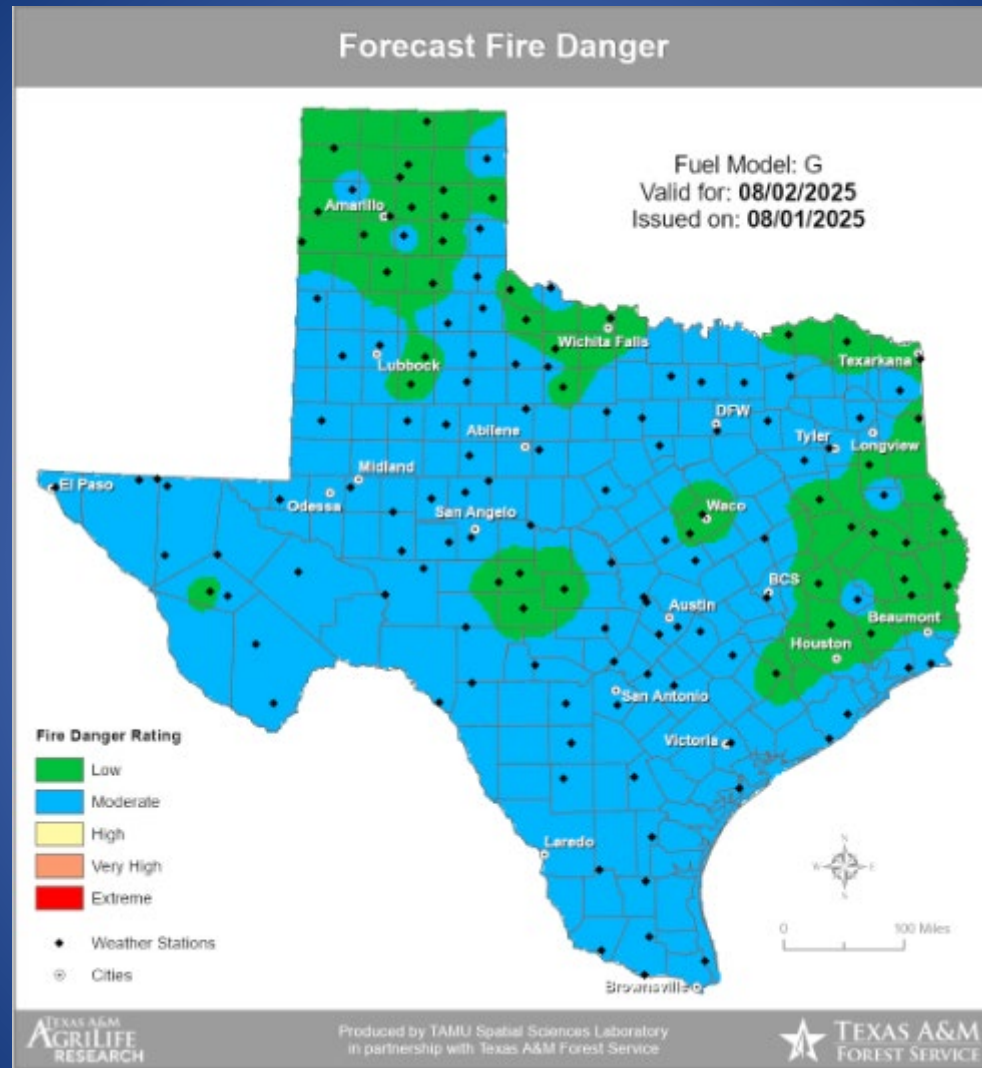 Forecast Fire Danger
Fuel Model: G
Valid for: 08/02/2025
Issued on: 08/01/2025
Amarillo
Wichita Falls
Lubbock
Texarkana
DFW
Abilene
Tyler
Longview
Midland
El Paso
Odessa
Waco
San Angelo
BCS
Austin
Beaumont
Houston
San Antonio
Victoria
Laredo
Brownsville
Fire Danger Rating
Low
Moderate
High
Very High
Extreme
Weather Stations
Cities
N
W E
S
0 100 Miles
TEXAS A&M
AGRILIFE
RESEARCH
Produced by TAMU Spatial Sciences Laboratory
in partnership with Texas A&M Forest Service
TEXAS A&M
FOREST SERVICE